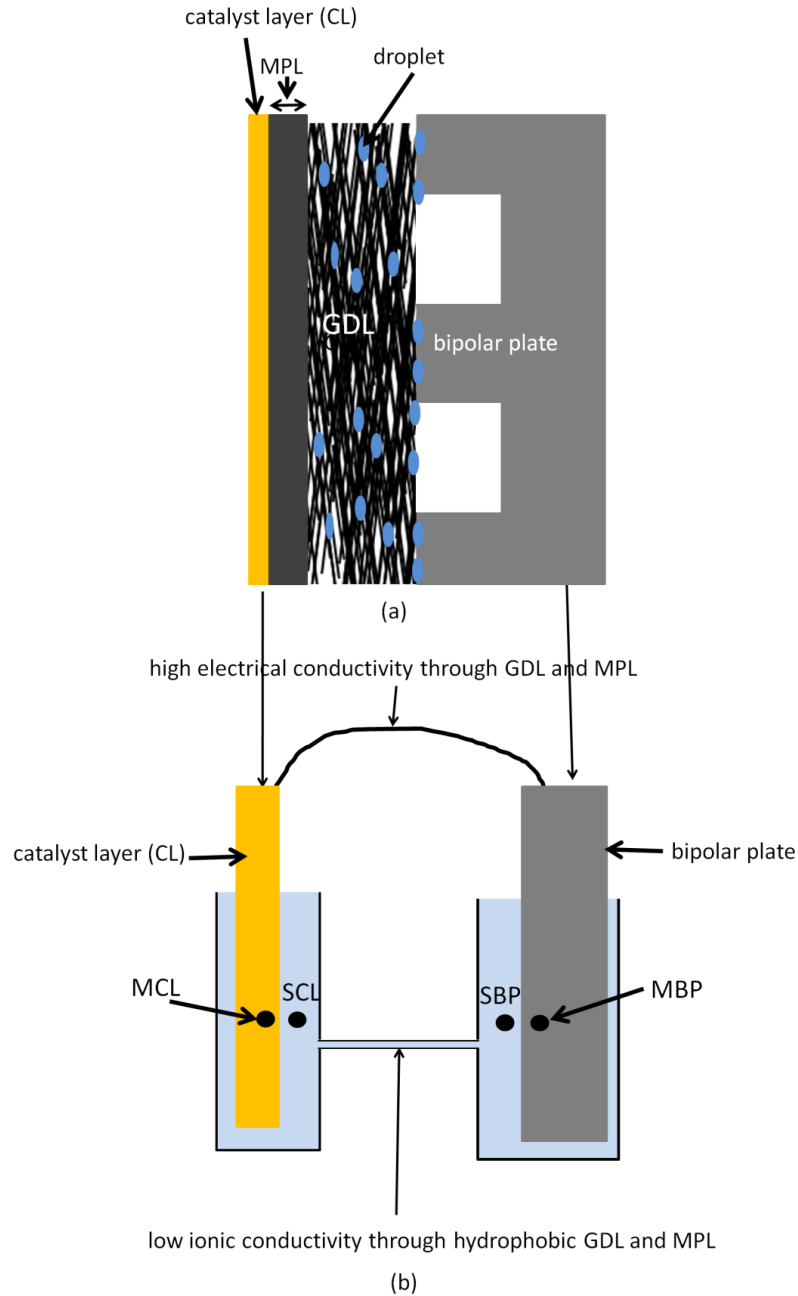 catalyst layer (CL)
MPL
droplet
GDL
bipolar plate
(a)
high electrical conductivity through GDL and MPL
catalyst layer (CL)
bipolar plate
MCL
SCL
SBP
MBP
low ionic conductivity through hydrophobic GDL and MPL
(b)